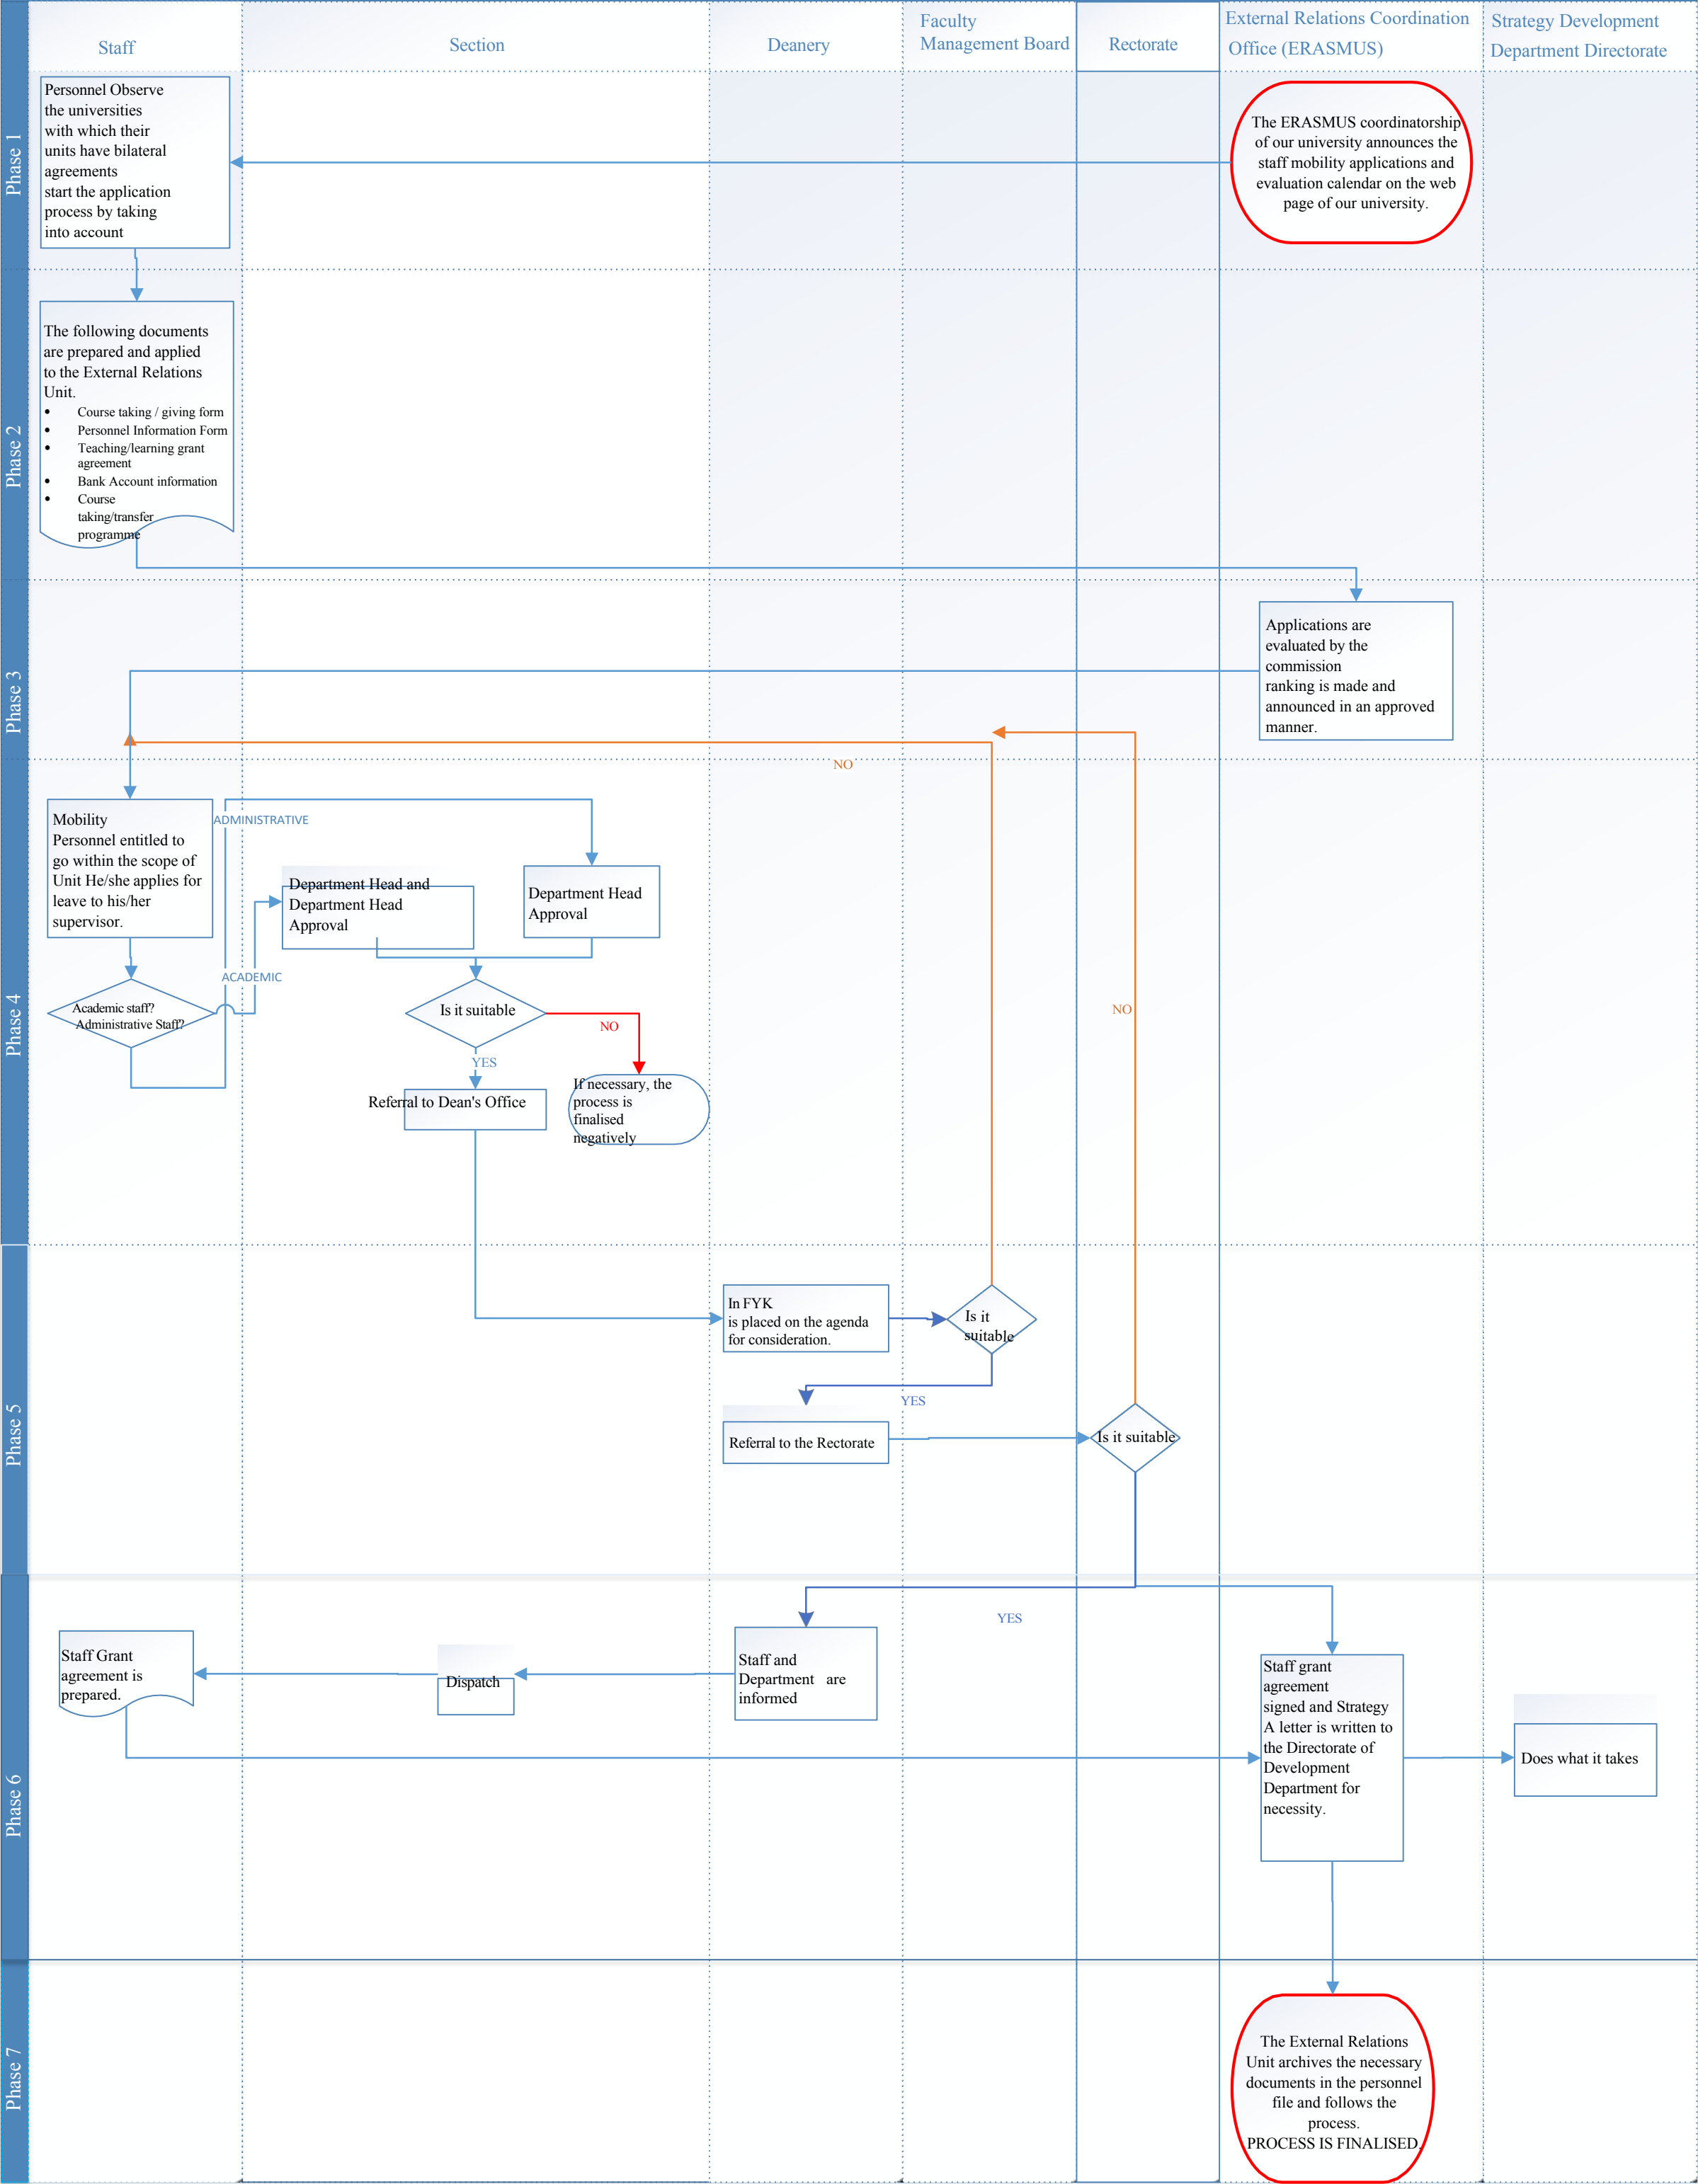 Staff
Section
Deanery
Faculty
Management Board
Rectorate
External Relations Coordination
Office (ERASMUS)
Strategy Development
Department Directorate
Phase 1
Personnel Observe
the universities
with which their
units have bilateral
agreements
start the application
process by taking
into account
The ERASMUS coordinatorship
of our university announces the
staff mobility applications and
evaluation calendar on the web
page of our university.
Phase 2
The following documents
are prepared and applied
to the External Relations
Unit.
• Course taking / giving form
• Personnel Information Form
• Teaching/learning grant
agreement
• Bank Account information
• Course
taking/transfer
programme
Phase 3
Applications are
evaluated by the
commission
ranking is made and
announced in an approved
manner.
NO
Phase 4
Mobility
Personnel entitled to
go within the scope of
Unit He/she applies for
leave to his/her
supervisor.
ADMINISTRATIVE
Department Head and
Department Head
Approval
Department Head
Approval
ACADEMIC
Academic staff?
Administrative Staff?
Is it suitable
NO
NO
YES
Referral to Dean's Office
If necessary, the
process is
finalised
negatively
Phase 5
In FYK
is placed on the agenda
for consideration.
Is it
suitable
YES
Referral to the Rectorate
Is it suitable
Phase 6
YES
Staff Grant
agreement is
prepared.
Dispatch
Staff and
Department are
informed
Staff grant
agreement
signed and Strategy
A letter is written to
the Directorate of
Development
Department for
necessity.
Does what it takes
Phase 7
The External Relations
Unit archives the necessary
documents in the personnel
file and follows the
process.
PROCESS IS FINALISED.